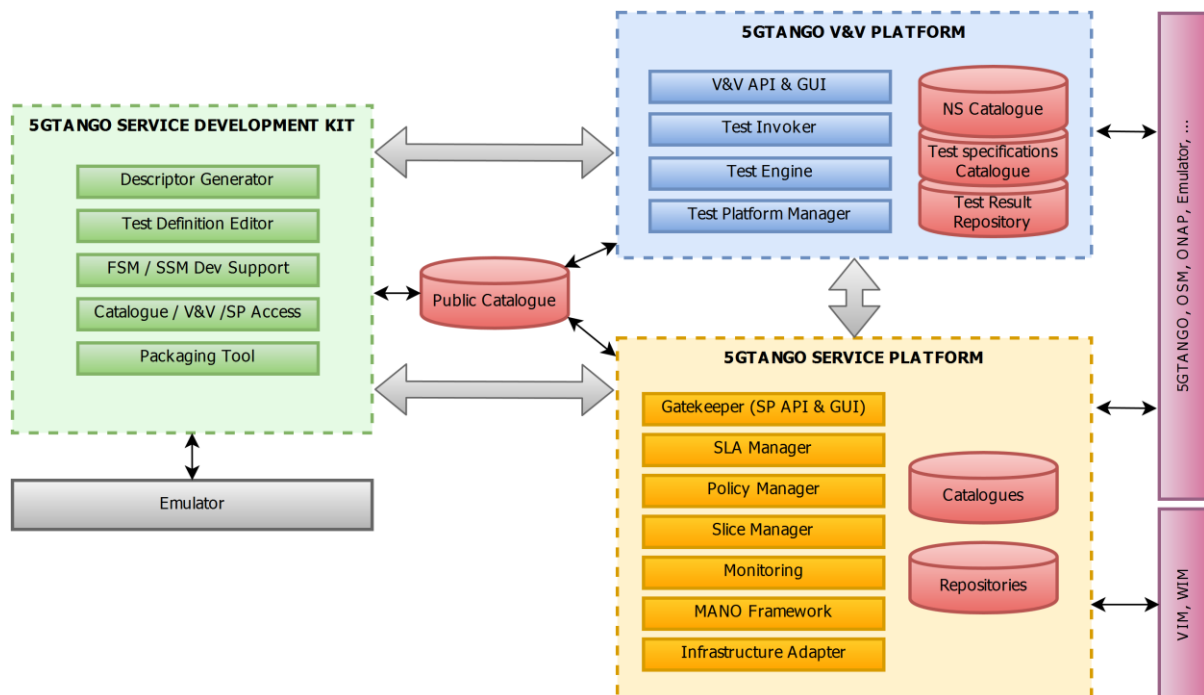 5GTANGO SERVICE DEVELOPMENT KIT
Descriptor Generator
Test Definition Editor
FSM / SSM Dev Support
Catalogue / V&V /SP Access
Packaging Tool
Emulator
Public Catalogue
5GTANGO V&V PLATFORM
V&V API & GUI
Test Invoker
Test Engine
Test Platform Manager
NS Catalogue
Test specifications
Catalogue
Test Result
Repository
5GTANGO SERVICE PLATFORM
Gatekeeper (SP API & GUI)
SLA Manager
Policy Manager
Slice Manager
Monitoring
MANO Framework
Infrastructure Adapter
Catalogues
Repositories
5GTANGO, OSM, ONAP, Emulator, ...
VIM, WIM